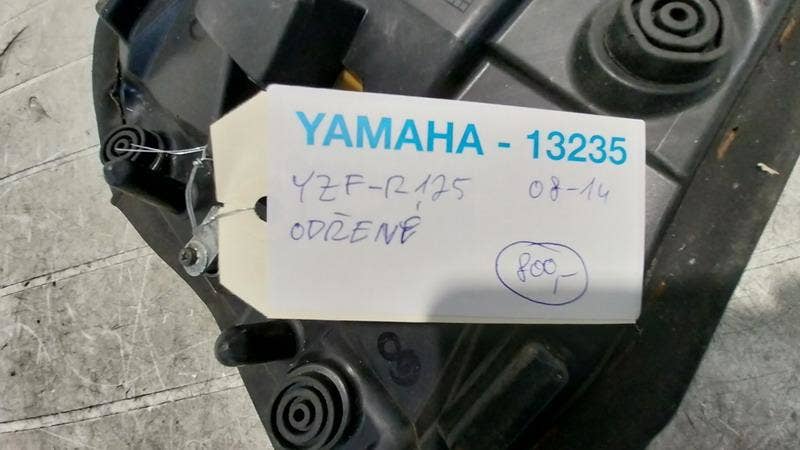 YAMAHA - 13235
YZF-R125 08-14
ODŘENÉ
800,-